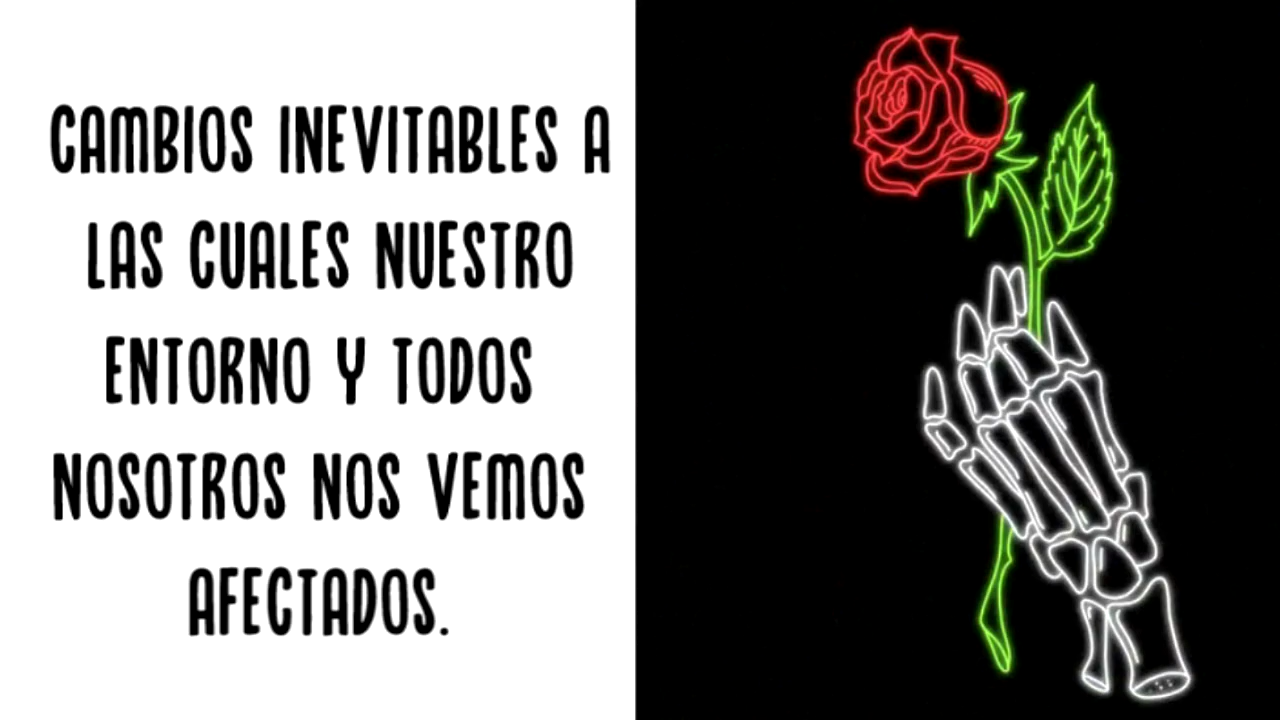 CAMBIOS INEVITABLES A
LAS CUALES NUESTRO
ENTORNO Y TODOS
NOSOTROS NOS VEMOS
AFECTADOS.